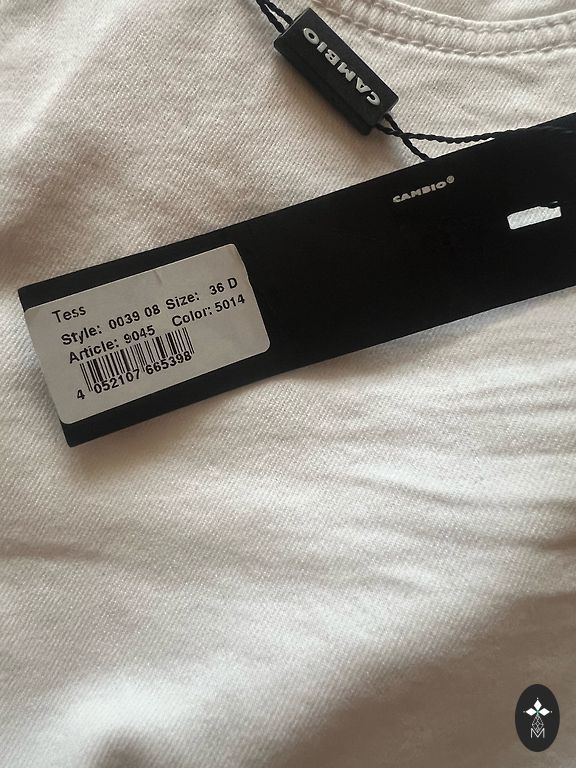 CAMBIO
CAMBIO®
Tess
Style: 0039 08 Size: 36 D
Article: 9045 Color: 5014
4 052107 665398
M